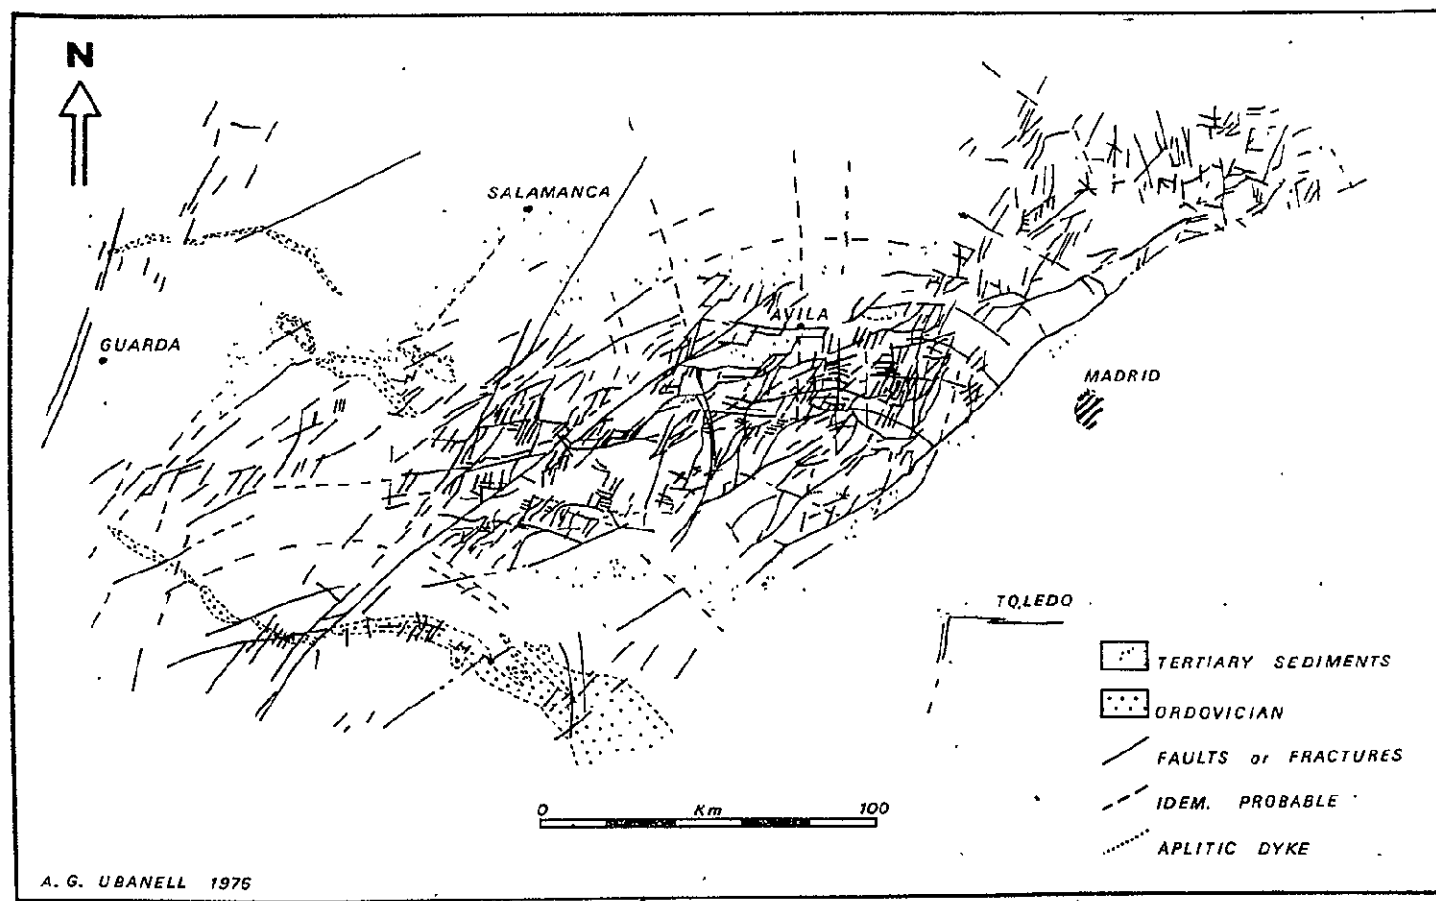 N
SALAMANCA
GUARDA
AVILA
MADRID
TOLEDO
TERTIARY SEDIMENTS
ORDOVICIAN
FAULTS or FRACTURES
IDEM. PROBABLE
APLITIC DYKE
0 Km 100
A. G. UBANELL 1976